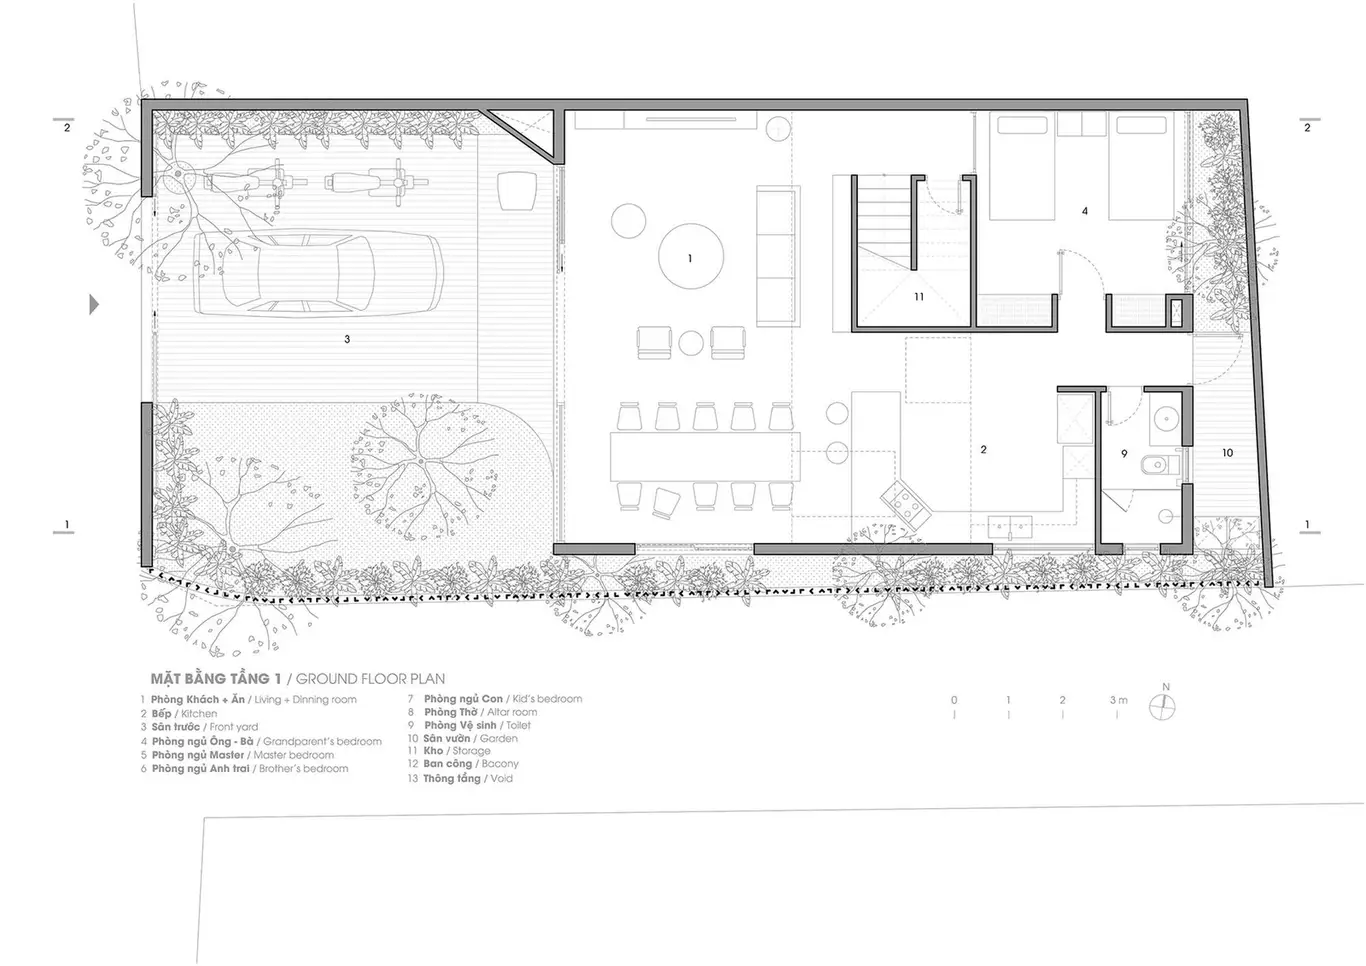 2
2
4
1
11
3
2
9
10
1
1
MẶT BẰNG TẦNG 1 / GROUND FLOOR PLAN
1 Phòng Khách + Ăn / Living + Dinning room
2 Bếp / Kitchen
3 Sân trước / Front yard
4 Phòng ngủ Ông - Bà / Grandparent's bedroom
5 Phòng ngủ Master / Master bedroom
6 Phòng ngủ Anh trai / Brother's bedroom
7 Phòng ngủ Con / Kid's bedroom
8 Phòng Thờ / Altar room
9 Phòng Vệ sinh / Toilet
10 Sân vườn / Garden
11 Kho / Storage
12 Ban công / Bacony
13 Thông tầng / Void
0 1 2 3 m
N